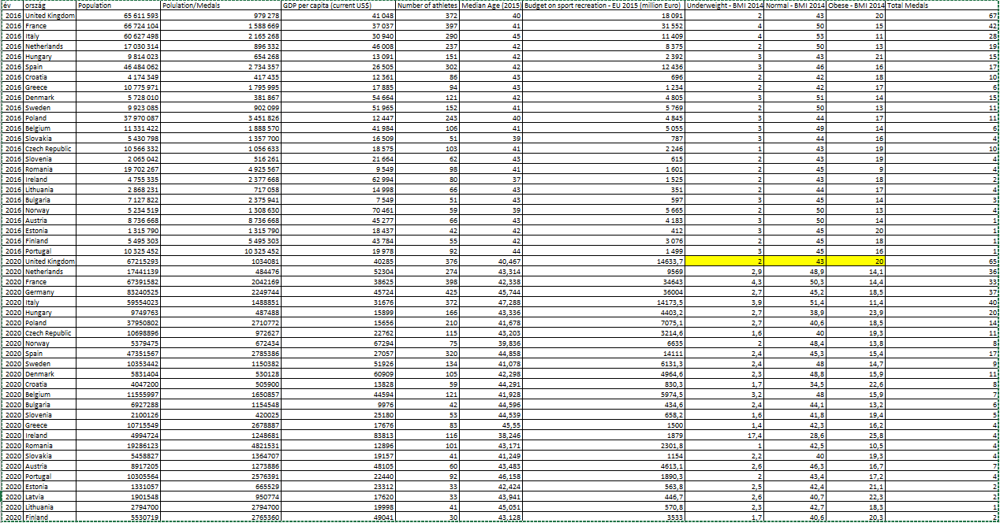 év ország Population Polulation/Medals GDP per capita (current US$) Number of athletes Median Age (2015) Budget on sport recreation - EU 2015 (million Euro) Underweight - BMI 2014 Normal - BMI 2014 Obese - BMI 2014 Total Medals
2016 United Kingdom 65 611 593 979 278 41 048 372 40 18 091 2 43 20 67
2016 France 66 724 104 1 588 669 37 037 397 41 31 552 4 50 15 42
2016 Italy 60 627 498 2 165 268 30 940 290 45 11 409 4 53 11 28
2016 Netherlands 17 030 314 896 332 46 008 237 42 8 375 2 50 13 19
2016 Hungary 9 814 023 654 268 13 091 151 42 2 392 3 43 21 15
2016 Spain 46 484 062 2 734 357 26 505 302 42 12 436 3 46 16 17
2016 Croatia 4 174 349 417 435 12 361 86 43 696 2 42 18 10
2016 Greece 10 775 971 1 795 995 17 885 94 43 1 234 2 42 17 6
2016 Denmark 5 728 010 381 867 54 664 121 42 4 805 3 51 14 15
2016 Sweden 9 923 085 902 099 51 965 152 41 5 769 2 50 13 11
2016 Poland 37 970 087 3 451 826 12 447 243 40 4 845 3 44 17 11
2016 Belgium 11 331 422 1 888 570 41 984 106 41 5 055 3 49 14 6
2016 Slovakia 5 430 798 1 357 700 16 509 51 39 787 3 44 16 4
2016 Czech Republic 10 566 332 1 056 633 18 575 103 41 2 246 1 43 19 10
2016 Slovenia 2 065 042 516 261 21 664 62 43 615 2 43 19 4
2016 Romania 19 702 267 4 925 567 9 549 98 41 1 601 2 45 9 4
2016 Ireland 4 755 335 2 377 668 62 994 80 37 1 525 2 43 18 2
2016 Lithuania 2 868 231 717 058 14 998 66 43 351 2 44 17 4
2016 Bulgaria 7 127 822 2 375 941 7 549 51 43 597 3 45 14 3
2016 Norway 5 234 519 1 308 630 70 461 59 39 5 665 2 50 13 4
2016 Austria 8 736 668 8 736 668 45 277 66 43 4 183 3 50 14 1
2016 Estonia 1 315 790 1 315 790 18 437 42 42 412 3 45 20 1
2016 Finland 5 495 303 5 495 303 43 784 55 42 3 076 2 45 18 1
2016 Portugal 10 325 452 10 325 452 19 978 92 44 1 499 3 45 16 1
2020 United Kingdom 67215293 1034081 40285 376 40,467 14633,7 2 43 20 65
2020 Netherlands 17441139 484476 52304 274 43,314 9569 2,9 48,9 14,1 36
2020 France 67391582 2042169 38625 398 42,338 34643 4,3 50,3 14,4 33
2020 Germany 83240525 2249744 45724 425 45,744 36004 2,7 45,2 18,5 37
2020 Italy 59554023 1488851 31676 372 47,288 14173,5 3,9 51,4 11,4 40
2020 Hungary 9749763 487488 15899 166 43,336 4403,2 2,7 38,9 23,9 20
2020 Poland 37950802 2710772 15656 210 41,678 7075,1 2,7 40,6 18,5 14
2020 Czech Republic 10698896 972627 22762 115 43,203 3214,6 1,6 40 19,3 11
2020 Norway 5379475 672434 67294 75 39,836 6635 2 48,4 13,8 8
2020 Spain 47351567 2785386 27057 320 44,858 14111 2,4 45,3 15,4 17
2020 Sweden 10353442 1150382 51926 134 41,078 6131,3 2,4 48 14,7 9
2020 Denmark 5831404 530128 60909 105 42,298 4964,6 2,3 48,8 15,9 11
2020 Croatia 4047200 505900 13828 59 44,291 830,3 1,7 34,5 22,6 8
2020 Belgium 11555997 1650857 44594 121 41,928 5974,5 3,2 48 15,9 7
2020 Bulgaria 6927288 1154548 9976 42 44,596 434,6 2,4 44,1 13,2 6
2020 Slovenia 2100126 420025 25180 53 44,539 658,2 1,6 41,8 19,4 5
2020 Greece 10715549 2678887 17676 83 45,55 1500 1,4 42,3 16,2 4
2020 Ireland 4994724 1248681 83813 116 38,246 1879 17,4 28,6 25,8 4
2020 Romania 19286123 4821531 12896 101 43,171 2301,8 1 42,5 10,5 4
2020 Slovakia 5458827 1364707 19157 41 41,249 1154 2,2 40 19,3 4
2020 Austria 8917205 1273886 48105 60 43,483 4613,1 2,6 46,3 16,7 7
2020 Portugal 10305564 2576391 22440 92 46,158 1890,3 2 43,4 17,2 4
2020 Estonia 1331057 665529 23312 33 42,424 563,8 2,5 42,4 21,1 2
2020 Latvia 1901548 950774 17620 33 43,941 446,7 2,6 40,7 22,3 2
2020 Lithuania 2794700 2794700 19998 41 45,051 570,8 2,3 42,7 18,3 1
2020 Finland 5530719 2765360 49041 30 43,128 3533 1,7 40,6 20,3 2